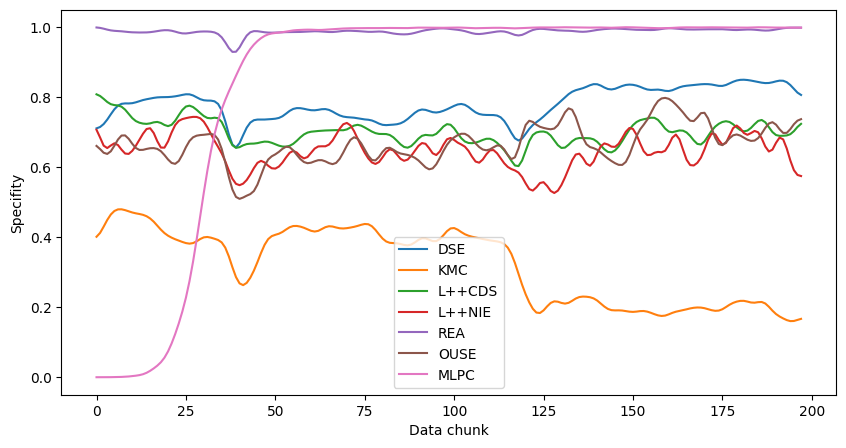 1.0
0.8
0.6
0.4
0.2
0.0
Specifity
0
25
50
75
100
125
150
175
200
Data chunk
DSE
KMC
L++CDS
L++NIE
REA
OUSE
MLPC